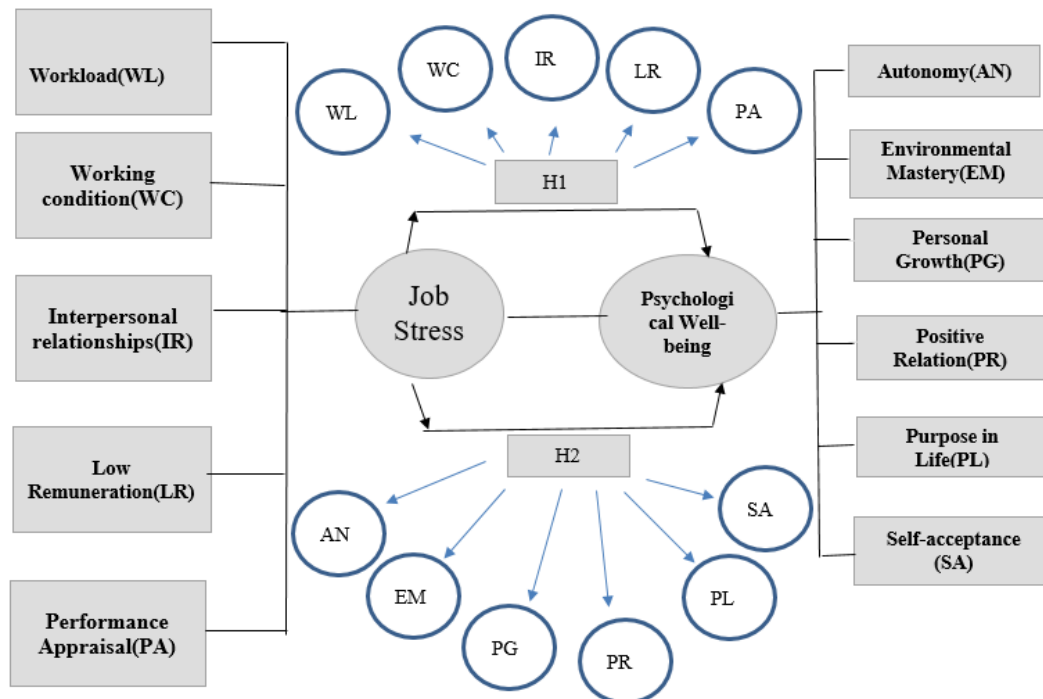 Workload(WL)
Working
condition(WC)
Interpersonal
relationships(IR)
Low
Remuneration(LR)
Performance
Appraisal(PA)
WL
WC
IR
LR
PA
H1
Job
Stress
Psychologi
cal Well-
being
H2
AN
EM
PG
PR
PL
SA
Autonomy(AN)
Environmental
Mastery(EM)
Personal
Growth(PG)
Positive
Relation(PR)
Purpose in
Life(PL)
Self-acceptance
(SA)